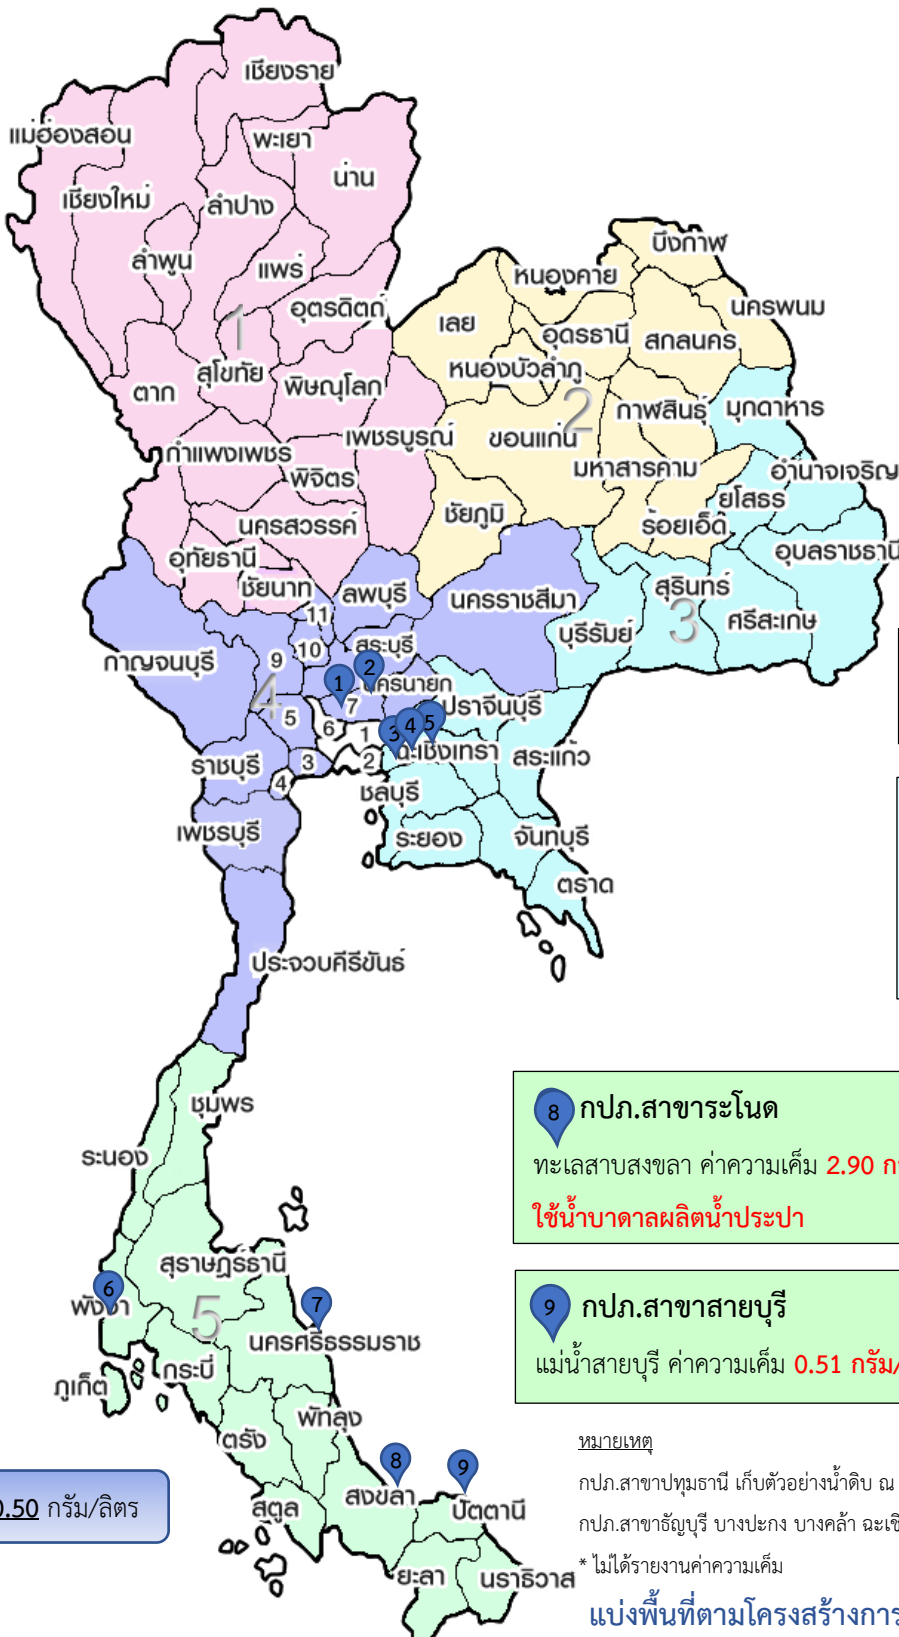 เชียงราย
แม่ฮ่องสอน
พะเยา
น่าน
เชียงใหม่
ลำปาง
ลำพูน
แพร่
อุตรดิตถ์
1
สุโขทัย
ตาก
พิษณุโลก
กำแพงเพชร
เพชรบูรณ์
พิจิตร
นครสวรรค์
อุทัยธานี
ชัยนาท
บึงกาฬ
หนองคาย
นครพนม
เลย
อุดรธานี
สกลนคร
หนองบัวลำภู
2
กาฬสินธุ์
มุกดาหาร
ขอนแก่น
มหาสารคาม
อำนาจเจริญ
ยโสธร
ชัยภูมิ
ร้อยเอ็ด
อุบลราชธานี
สุรินทร์
3
ศรีสะเกษ
บุรีรัมย์
นครราชสีมา
ลพบุรี
11
สระบุรี
10
กาญจนบุรี
9
4
1
2
นครนายก
7
ปราจีนบุรี
5
6
1
3
4
5
ฉะเชิงเทรา
สระแก้ว
ราชบุรี
3
2
4
ชลบุรี
เพชรบุรี
ระยอง
จันทบุรี
ตราด
ประจวบคีรีขันธ์
ชุมพร
ระนอง
สุราษฎร์ธานี
6
พังงา
5
7
นครศรีธรรมราช
กระบี่
ภูเก็ต
พัทลุง
ตรัง
8
9
สตูล
สงขลา
ปัตตานี
ยะลา
นราธิวาส
8 กปภ.สาขาระโนด
ทะเลสาบสงขลา ค่าความเค็ม 2.90
ใช้น้ำบาดาลผลิตน้ำประปา
9 กปภ.สาขาสายบุรี
แม่น้ำสายบุรี ค่าความเค็ม 0.51 กรัม/
0.50 กรัม/ลิตร
หมายเหตุ
กปภ.สาขาปทุมธานี เก็บตัวอย่างน้ำดิบ ณ
กปภ.สาขาธัญบุรี บางปะกง บางคล้า
* ไม่ได้รายงานค่าความเค็ม
แบ่งพื้นที่ตามโครงสร้าง